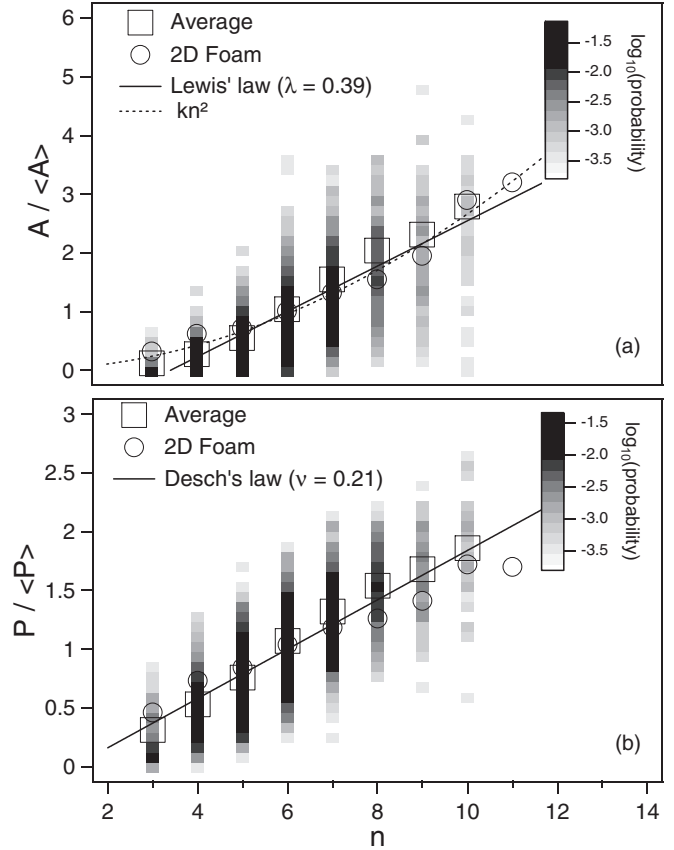 6
5
4
3
2
1
0
A / <A>
Average
2D Foam
Lewis' law (λ = 0.39)
kn²
-1.5
-2.0
-2.5
-3.0
-3.5
log₁₀(probability)
(a)
3
2.5
2
1.5
1
0.5
0
P / <P>
Average
2D Foam
Desch's law (ν = 0.21)
-1.5
-2.0
-2.5
-3.0
-3.5
log₁₀(probability)
(b)
2 4 6 8 10 12 14
n